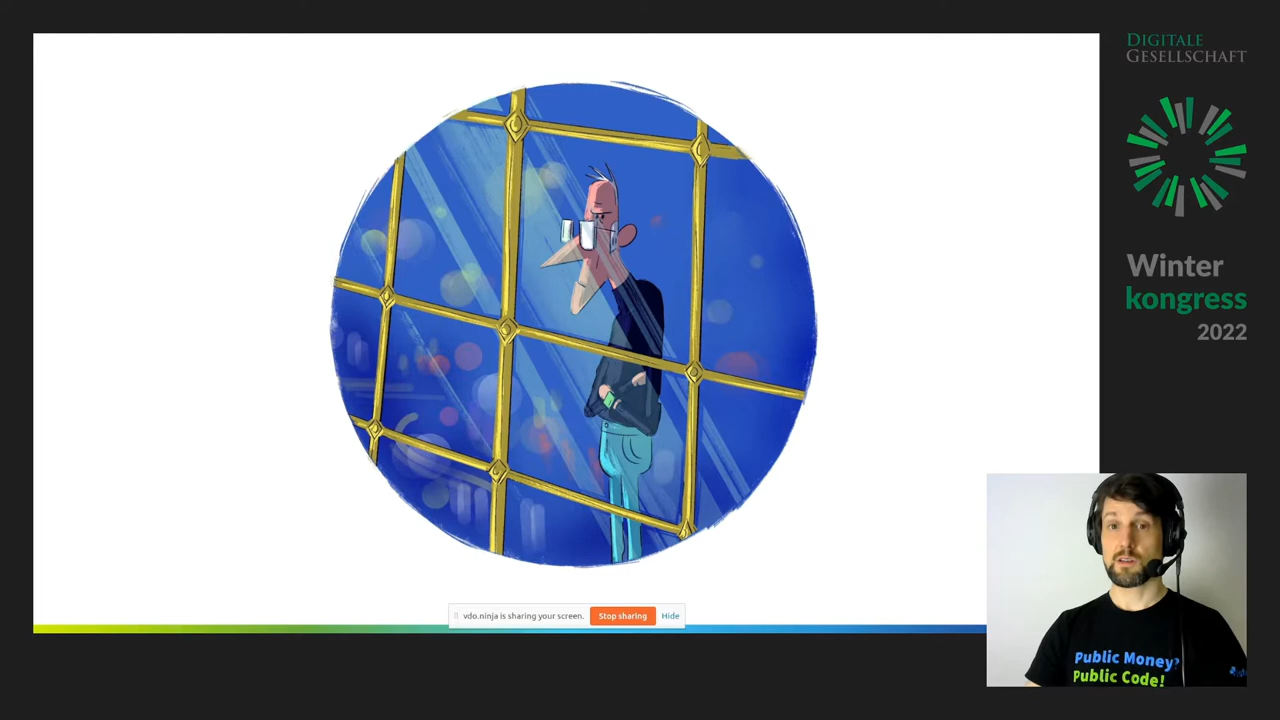 DIGITALE
GESELLSCHAFT
Winter
kongress
2022
vdo.ninja is sharing your screen.
Stop sharing
Hide
Public Money?
Public Code!